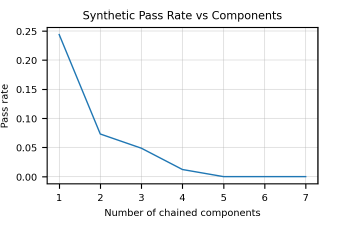 Synthetic Pass Rate vs Components
0.25
0.20
0.15
0.10
0.05
0.00
Pass rate
1 2 3 4 5 6 7
Number of chained components